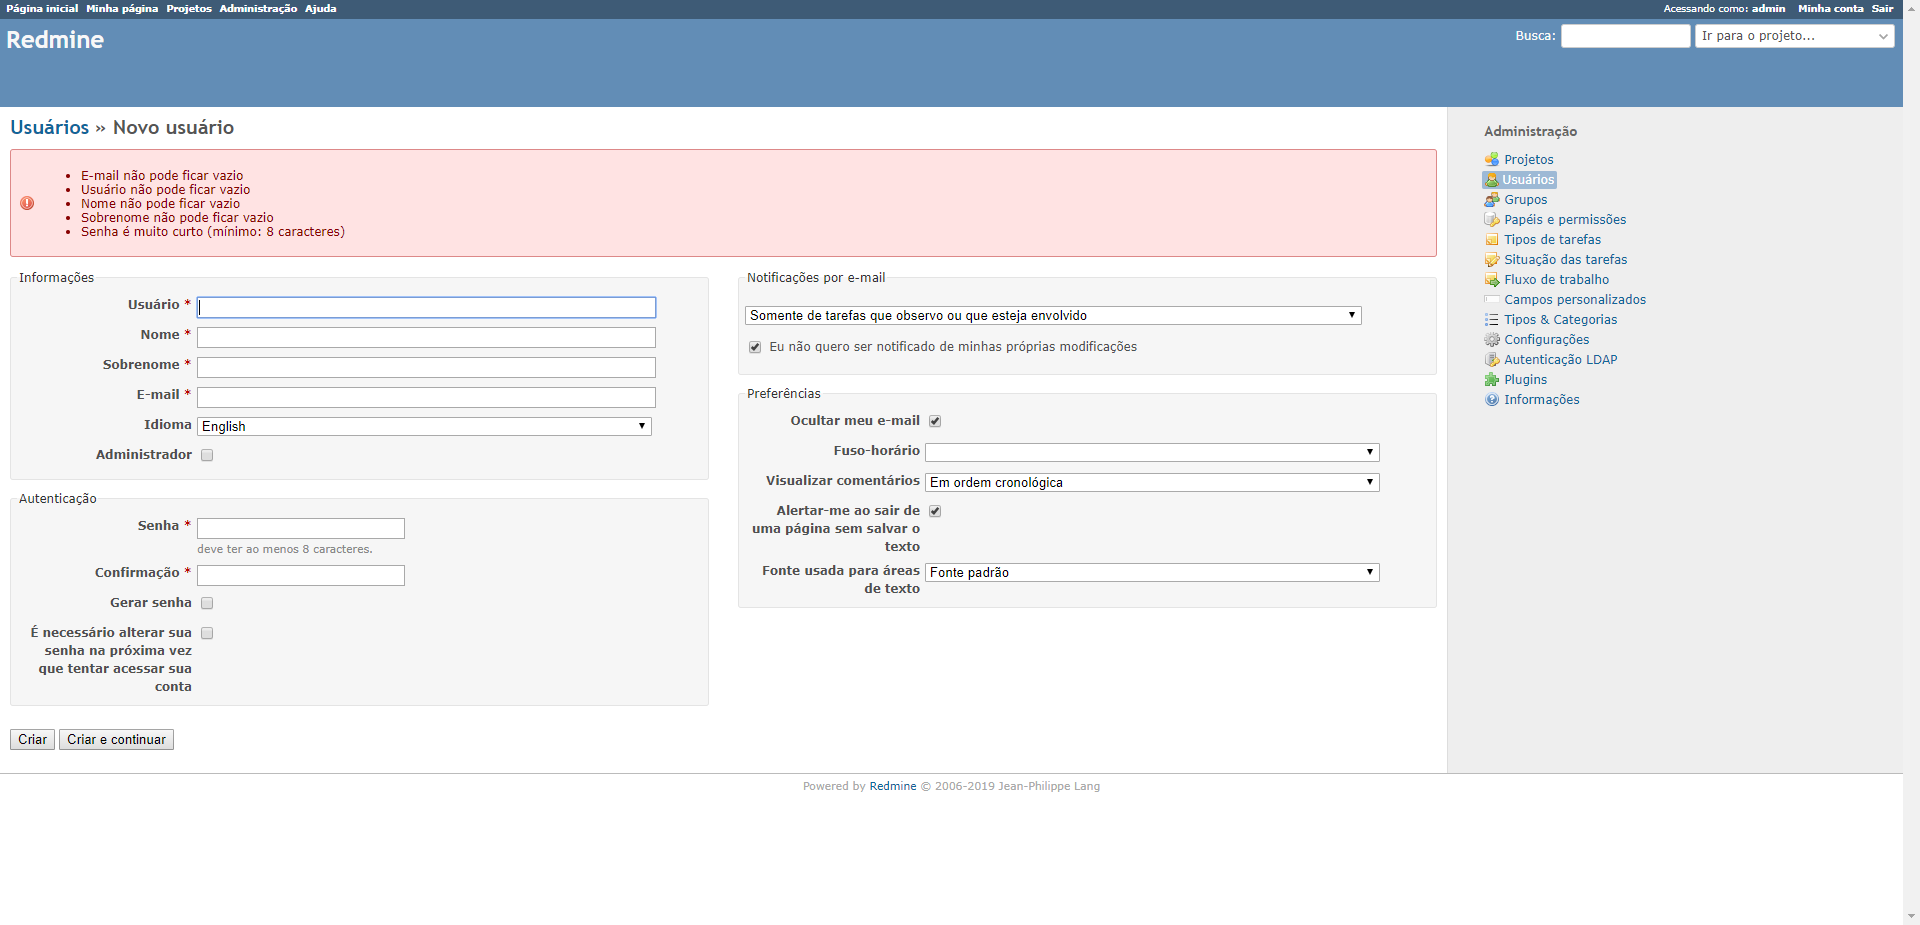 Página inicial Minha página Projetos Administração Ajuda
Acessando como: admin Minha conta Sair
Redmine
Busca:
Ir para o projeto...
Usuários » Novo usuário
E-mail não pode ficar vazio
Usuário não pode ficar vazio
Nome não pode ficar vazio
Sobrenome não pode ficar vazio
Senha é muito curto (mínimo: 8 caracteres)
Informações
Usuário *
Nome *
Sobrenome *
E-mail *
Idioma English
Administrador
Autenticação
Senha *
deve ter ao menos 8 caracteres.
Confirmação *
Gerar senha
É necessário alterar sua
senha na próxima vez
que tentar acessar sua
conta
Criar Criar e continuar
Notificações por e-mail
Somente de tarefas que observo ou que esteja envolvido
Eu não quero ser notificado de minhas próprias modificações
Preferências
Ocultar meu e-mail
Fuso-horário
Visualizar comentários Em ordem cronológica
Alertar-me ao sair de
uma página sem salvar o
texto
Fonte usada para áreas Fonte padrão
de texto
Administração
Projetos
Usuários
Grupos
Papéis e permissões
Tipos de tarefas
Situação das tarefas
Fluxo de trabalho
Campos personalizados
Tipos & Categorias
Configurações
Autenticação LDAP
Plugins
Informações
Powered by Redmine © 2006-2019 Jean-Philippe Lang